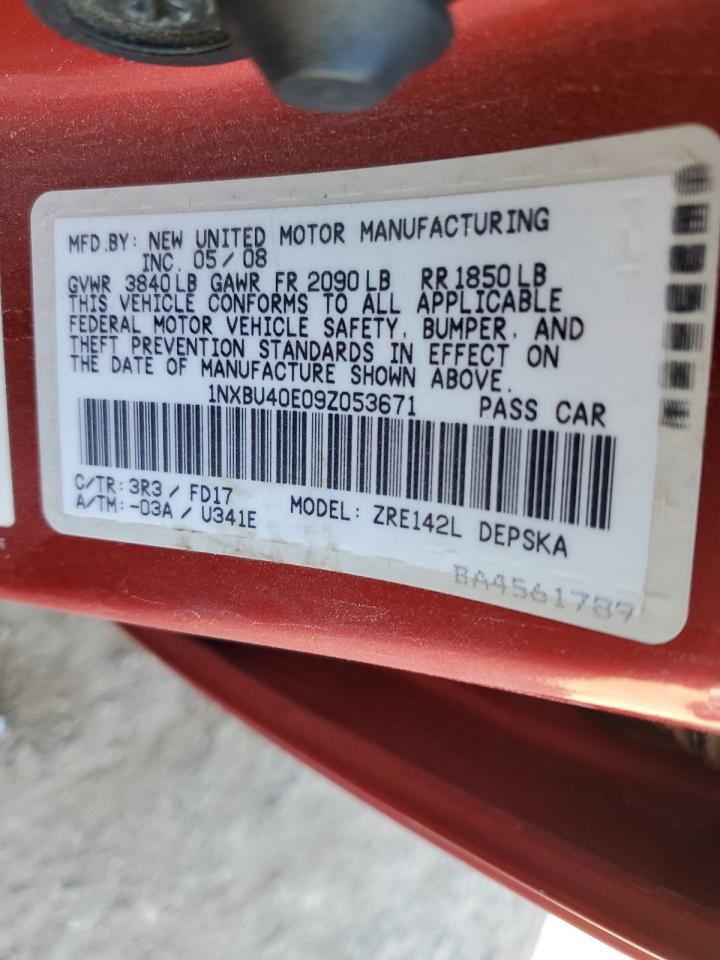 MFD.BY: NEW UNITED MOTOR MANUFACTURING
INC. 05/08
GVWR 3840LB GAWR FR 2090LB RR 1850LB
THIS VEHICLE CONFORMS TO ALL APPLICABLE
FEDERAL MOTOR VEHICLE SAFETY, BUMPER, AND
THEFT PREVENTION STANDARDS IN EFFECT ON
THE DATE OF MANUFACTURE SHOWN ABOVE.
1NXBU40E09Z053671 PASS CAR
C/TR: 3R3 / FD17
A/TM: -03A / U341E MODEL: ZRE142L DEPSKA
BA4561789